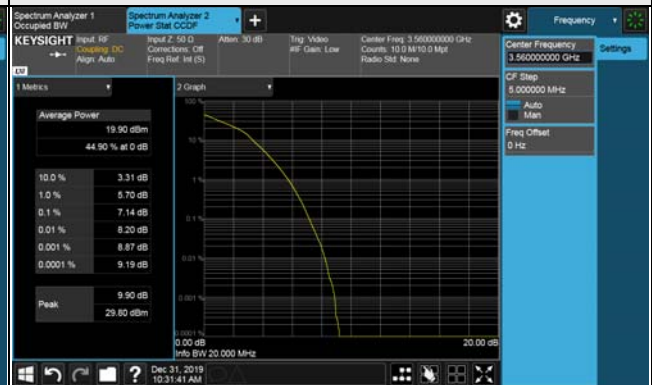 Spectrum Analyzer 1
Occupied BW
Spectrum Analyzer 2
Power Stat CCDF
+
Frequency
KEYSIGHT
Input: RF
Coupling: DC
Align: Auto
Input Z: 50 Ω
Corrections: Off
Freq Ref: Int (S)
Atten: 30 dB
Trig: Video
#IF Gain: Low
Center Freq: 3.560000000 GHz
Counts: 10.0 M/10.0 Mpt
Radio Std: None
LXI
Center Frequency
3.560000000 GHz
Settings
CF Step
5.000000 MHz
Auto
Man
Freq Offset
0 Hz
1 Metrics
Average Power
19.90 dBm
44.90 % at 0 dB
10.0 % 3.31 dB
1.0 % 5.70 dB
0.1 % 7.14 dB
0.01 % 8.20 dB
0.001 % 8.87 dB
0.0001 % 9.19 dB
Peak
9.90 dB
29.80 dBm
2 Graph
100 %
10 %
1 %
0.1 %
0.01 %
0.001 %
0.0001 %
0.00 dB 20.00 dB
Info BW 20.000 MHz
?
Dec 31, 2019
10:31:41 AM